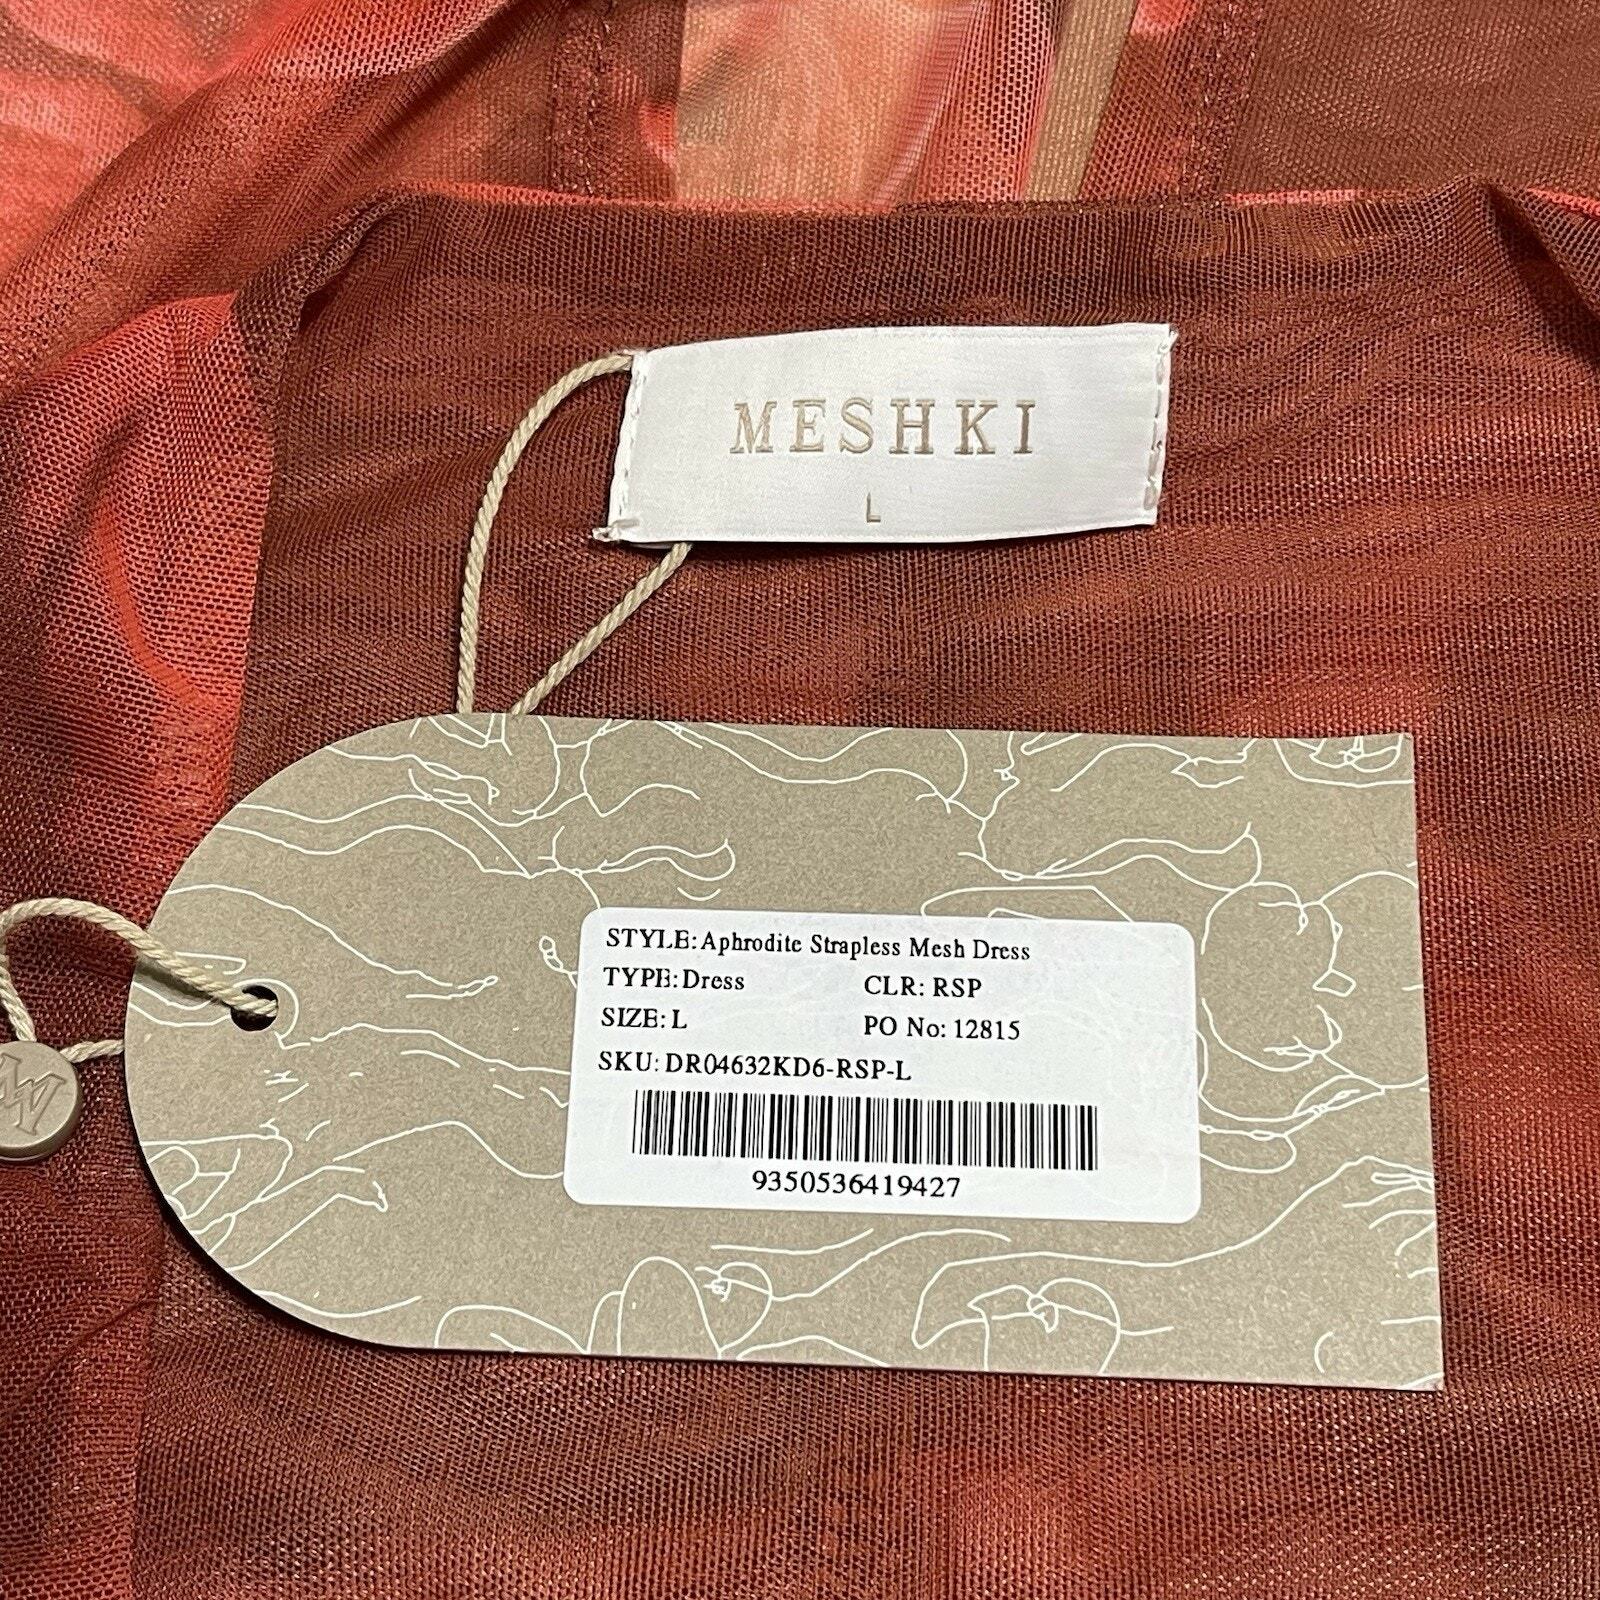 MESHKI
L
STYLE: Aphrodite Strapless Mesh Dress
TYPE: Dress CLR: RSP
SIZE: L PO No: 12815
SKU: DR04632KD6-RSP-L
9350536419427